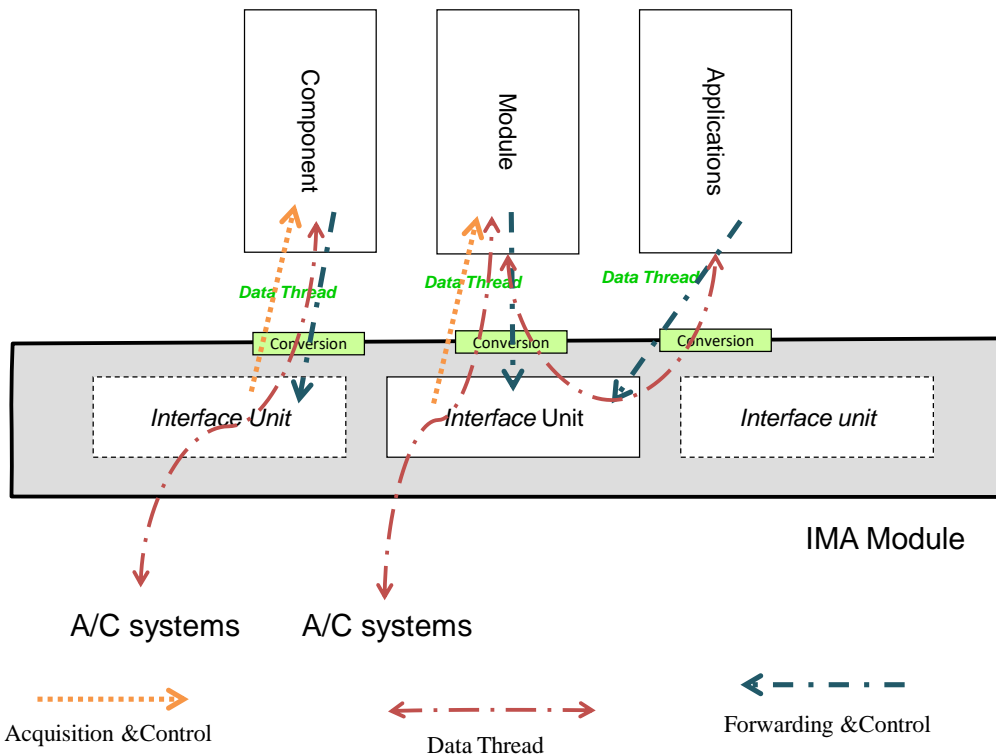 Component
Module
Applications
Data Thread
Data Thread
Data Thread
Conversion
Conversion
Conversion
Interface Unit
Interface Unit
Interface unit
IMA Module
A/C systems
A/C systems
Acquisition &Control
Data Thread
Forwarding &Control